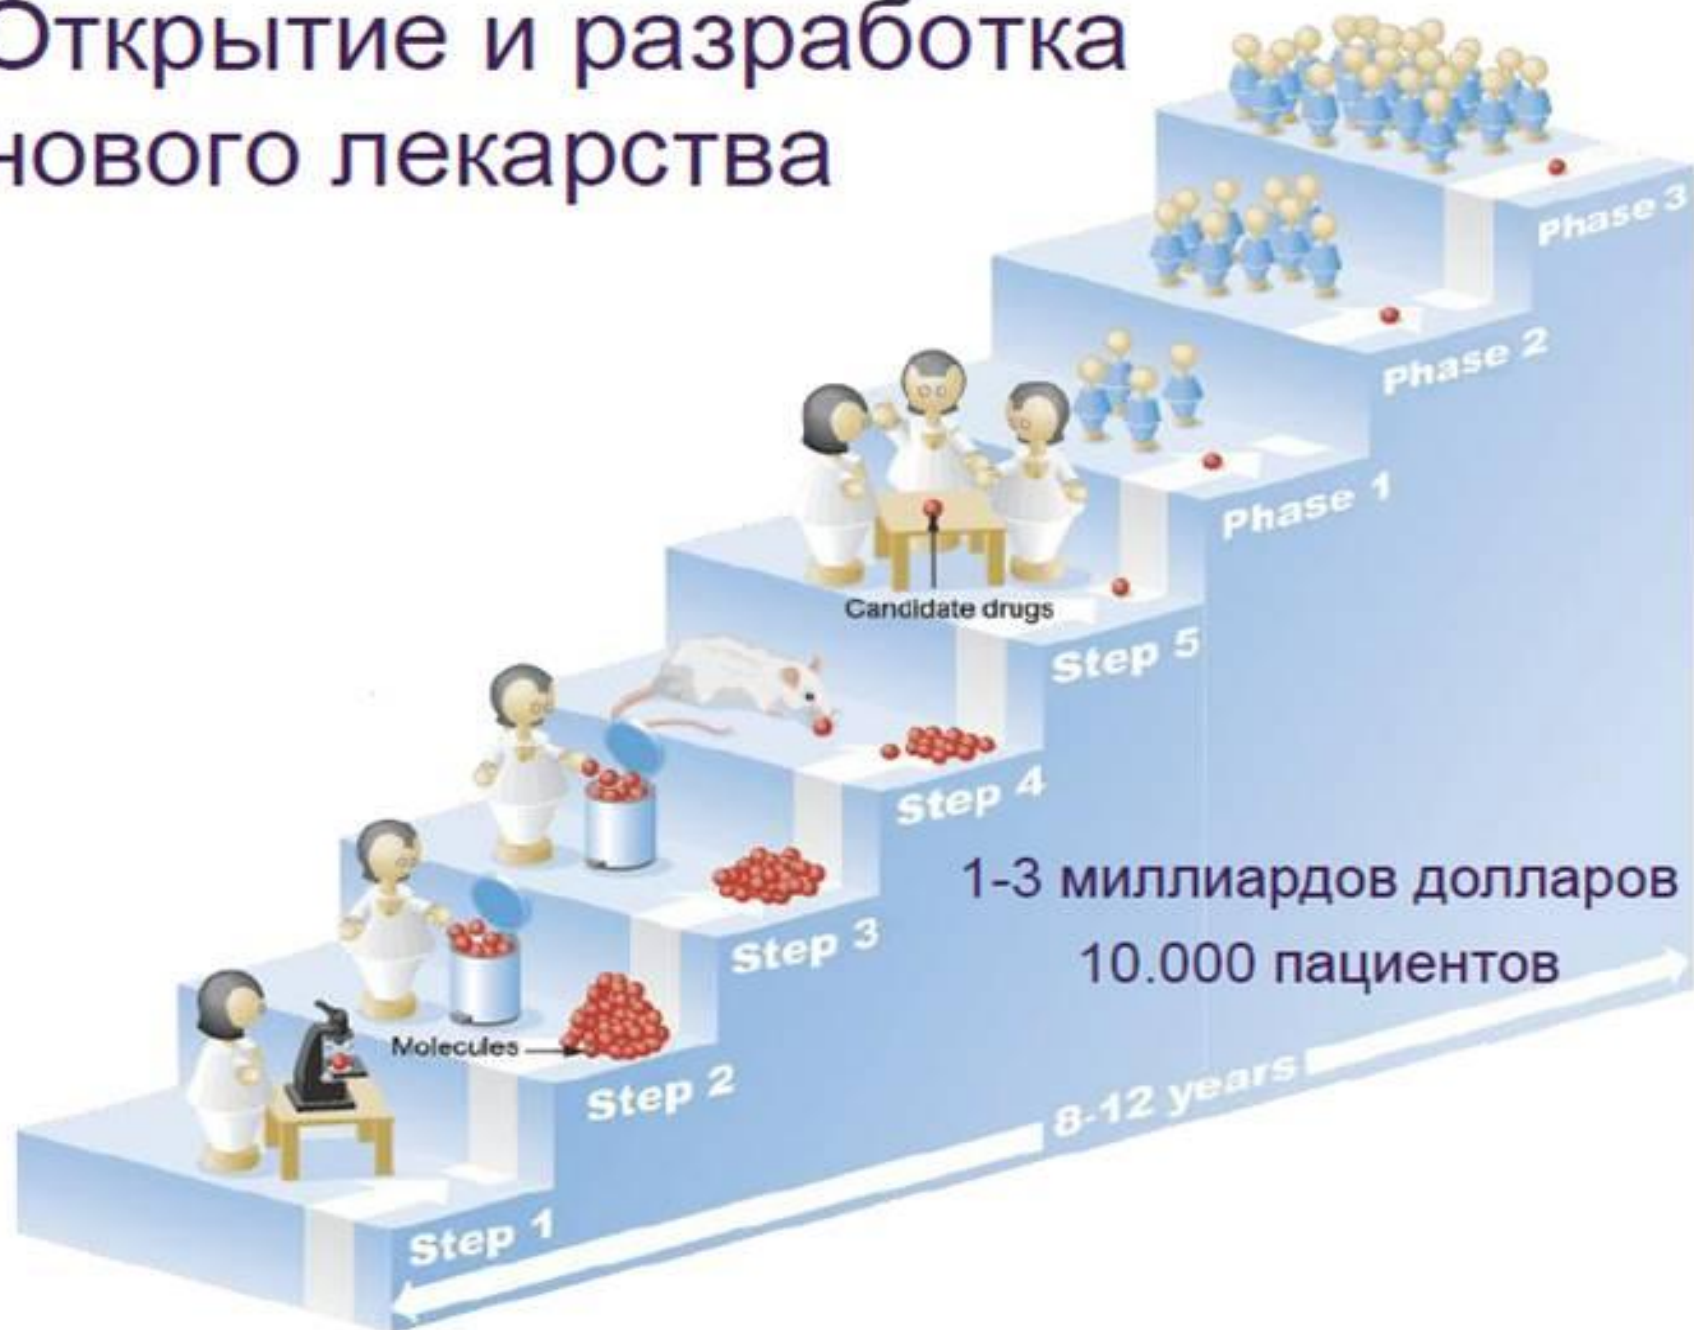 Открытие и разработка
нового лекарства
Phase 3
Phase 2
Phase 1
Candidate drugs
Step 5
Step 4
1-3 миллиардов долларов
Step 3
10.000 пациентов
Molecules
Step 2
8-12 years
Step 1